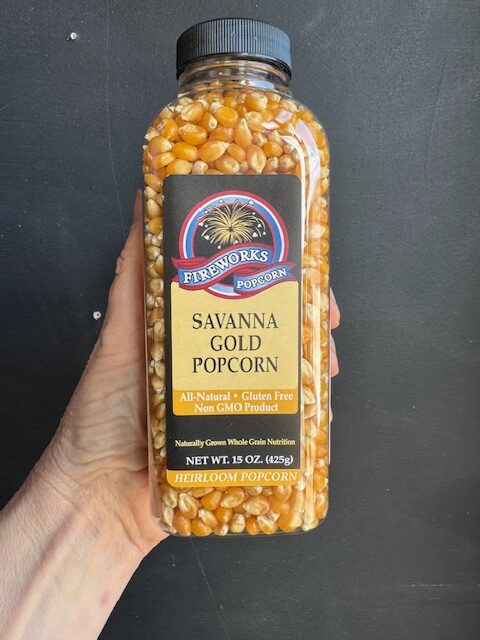 FIREWORKS
POPCORN
SAVANNA
GOLD
POPCORN
All-Natural • Gluten Free
Non GMO Product
Naturally Grown Whole Grain Nutrition
NET WT. 15 OZ. (425g)
HEIRLOOM POPCORN